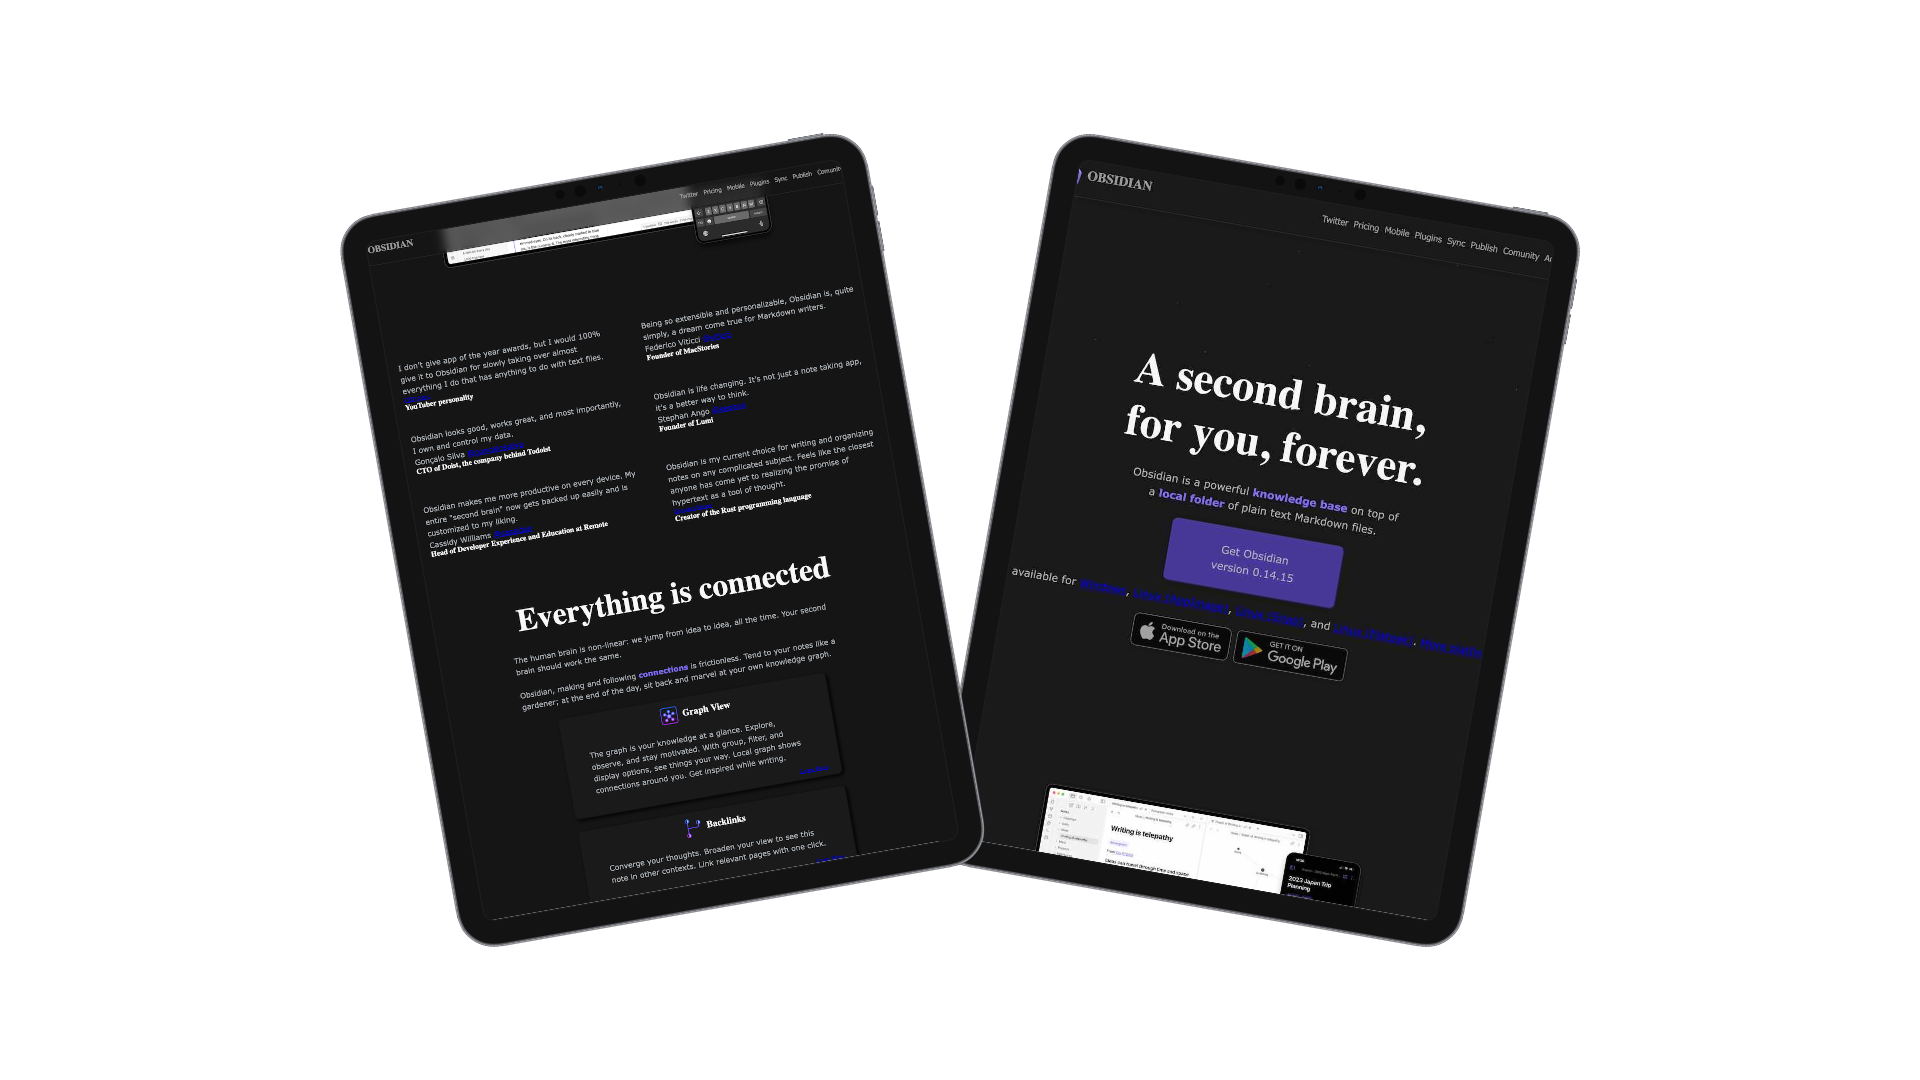 OBSIDIAN
Twitter Pricing Mobile Plugins Sync Publish Comunit
I don't give app of the year awards, but I would 100%
give it to Obsidian for slowly taking over almost
everything I do that has anything to do with text files.
YouTuber personality
Obsidian looks good, works great, and most importantly,
I own and control my data.
Gonçalo Silva
CTO of Doist, the company behind Todoist
Obsidian makes me more productive on every device. My
entire "second brain" now gets backed up easily and is
customized to my liking.
Cassidy Williams
Head of Developer Experience and Education at Remote
Being so extensible and personalizable, Obsidian is, quite
simply, a dream come true for Markdown writers.
Federico Viticci
Founder of MacStories
Obsidian is life changing. It's not just a note taking app,
it's a better way to think.
Stephan Ango
Founder of Lumi
Obsidian is my current choice for writing and organizing
notes on any complicated subject. Feels like the closest
anyone has come yet to realizing the promise of
hypertext as a tool of thought.
Creator of the Rust programming language
Everything is connected
The human brain is non-linear: we jump from idea to idea, all the time. Your second
brain should work the same.
Obsidian, making and following connections is frictionless. Tend to your notes like a
gardener; at the end of the day, sit back and marvel at your own knowledge graph.
Graph View
The graph is your knowledge at a glance. Explore,
observe, and stay motivated. With group, filter, and
display options, see things your way. Local graph shows
connections around you. Get inspired while writing.
Backlinks
Converge your thoughts. Broaden your view to see this
note in other contexts. Link relevant pages with one click.
OBSIDIAN
Twitter Pricing Mobile Plugins Sync Publish Comunity
A second brain,
for you, forever.
Obsidian is a powerful knowledge base on top of
a local folder of plain text Markdown files.
Get Obsidian
version 0.14.15
available for Windows, Linux (AppImage), Linux (Snap), and Linux (Flatpak).
Download on the
App Store
GET IT ON
Google Play
Writing is telepathy
Ideas can travel through time and space
2023 Japan Trip
Planning